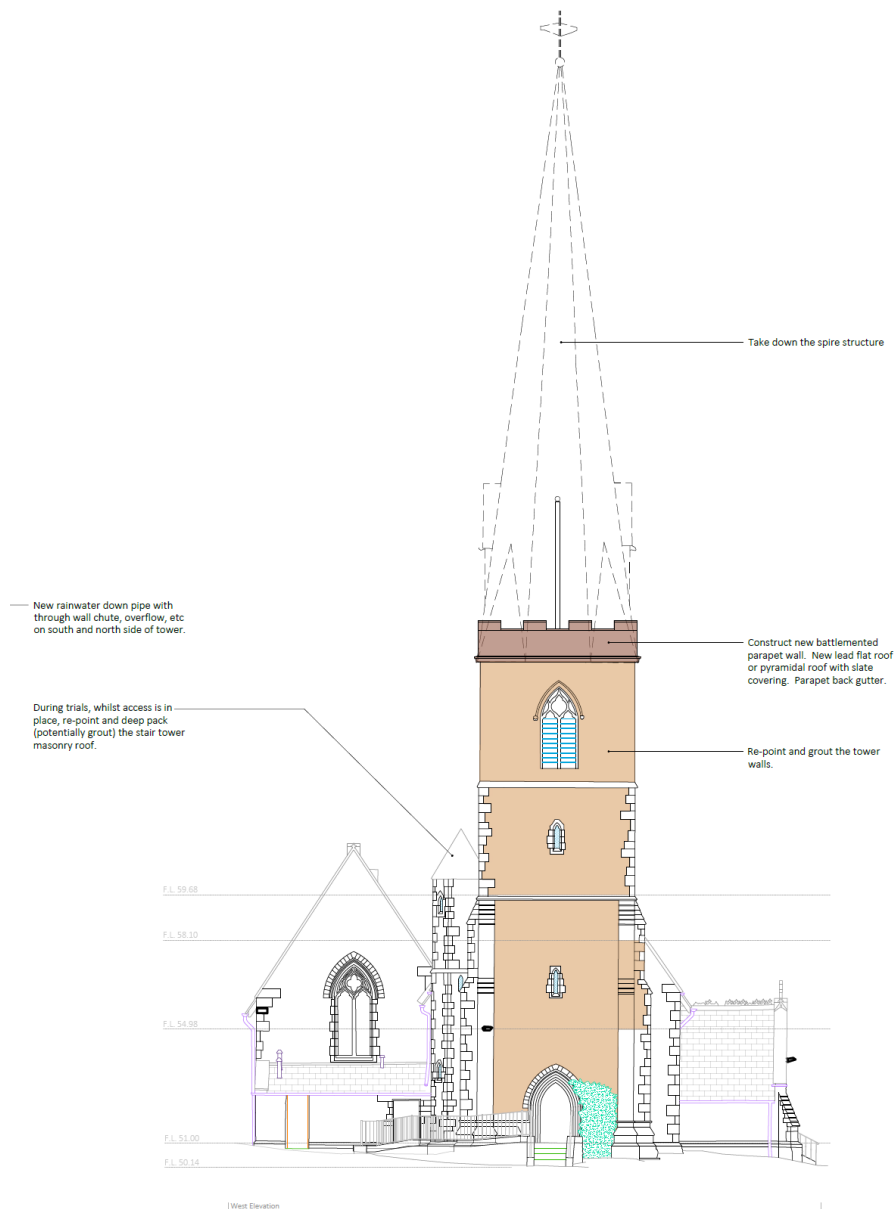 Take down the spire structure
New rainwater down pipe with
through wall chute, overflow, etc
on south and north side of tower.
Construct new battlemented
parapet wall. New lead flat roof
or pyramidal roof with slate
covering. Parapet back gutter.
During trials, whilst access is in
place, re-point and deep pack
(potentially grout) the stair tower
masonry roof.
Re-point and grout the tower
walls.
F.L. 59.68
F.L. 58.10
F.L. 54.98
F.L. 51.00
F.L. 50.14
West Elevation